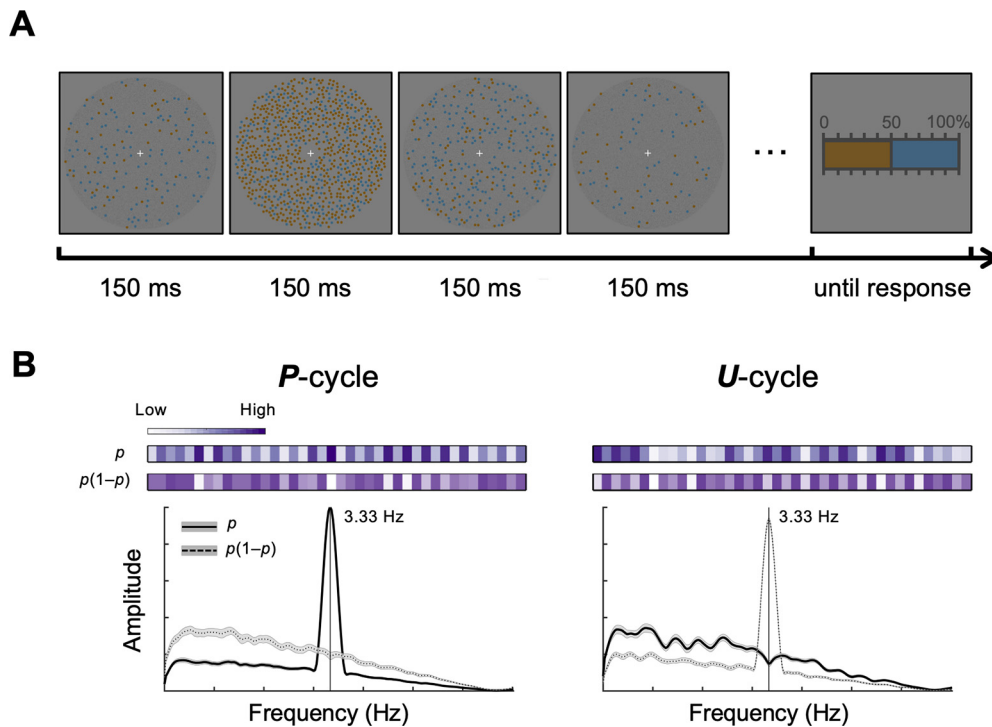 A
0 50 100%
...
150 ms 150 ms 150 ms 150 ms until response
B
P-cycle U-cycle
Low High
p
p(1–p)
3.33 Hz 3.33 Hz
p
p(1–p)
Amplitude
Frequency (Hz) Frequency (Hz)